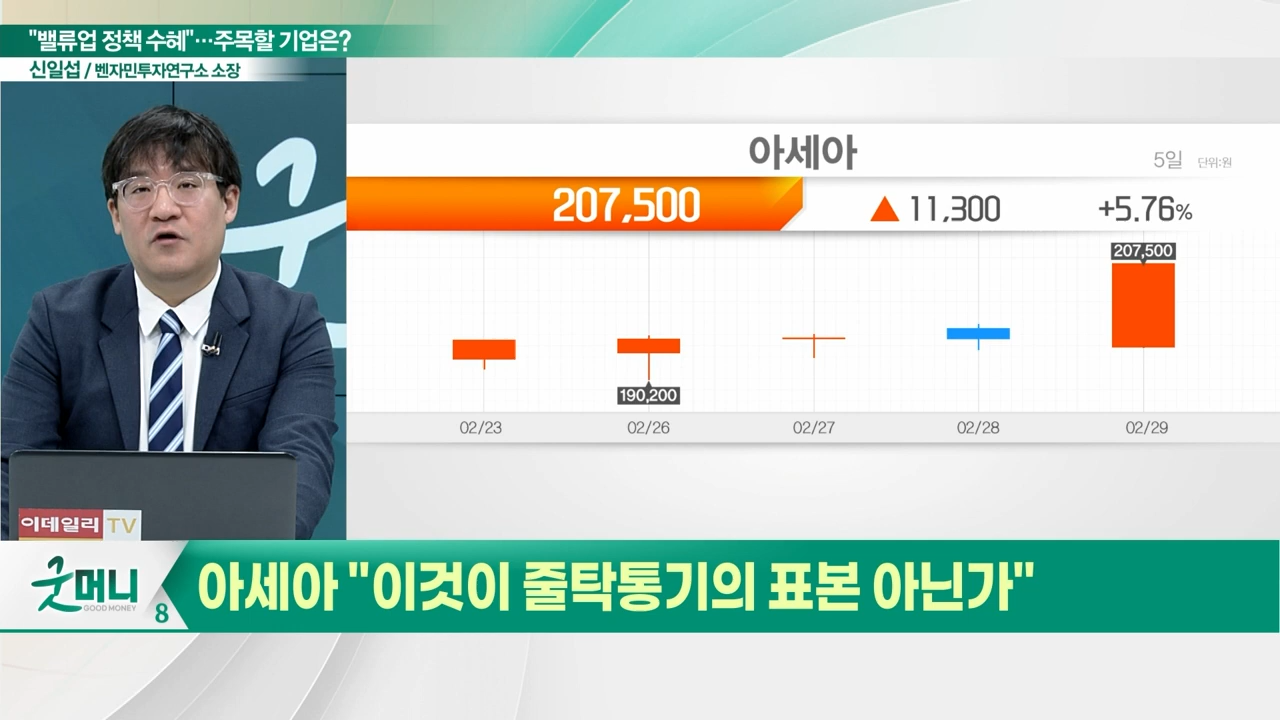 "밸류업 정책 수혜"…주목할 기업은?
신일섭 / 벤자민투자연구소 소장
아세아
5일 단위:원
207,500 ▲ 11,300 +5.76%
207,500
190,200
02/23 02/26 02/27 02/28 02/29
이데일리 TV
굿머니
GOOD MONEY
8
아세아 "이것이 줄탁통기의 표본 아닌가"